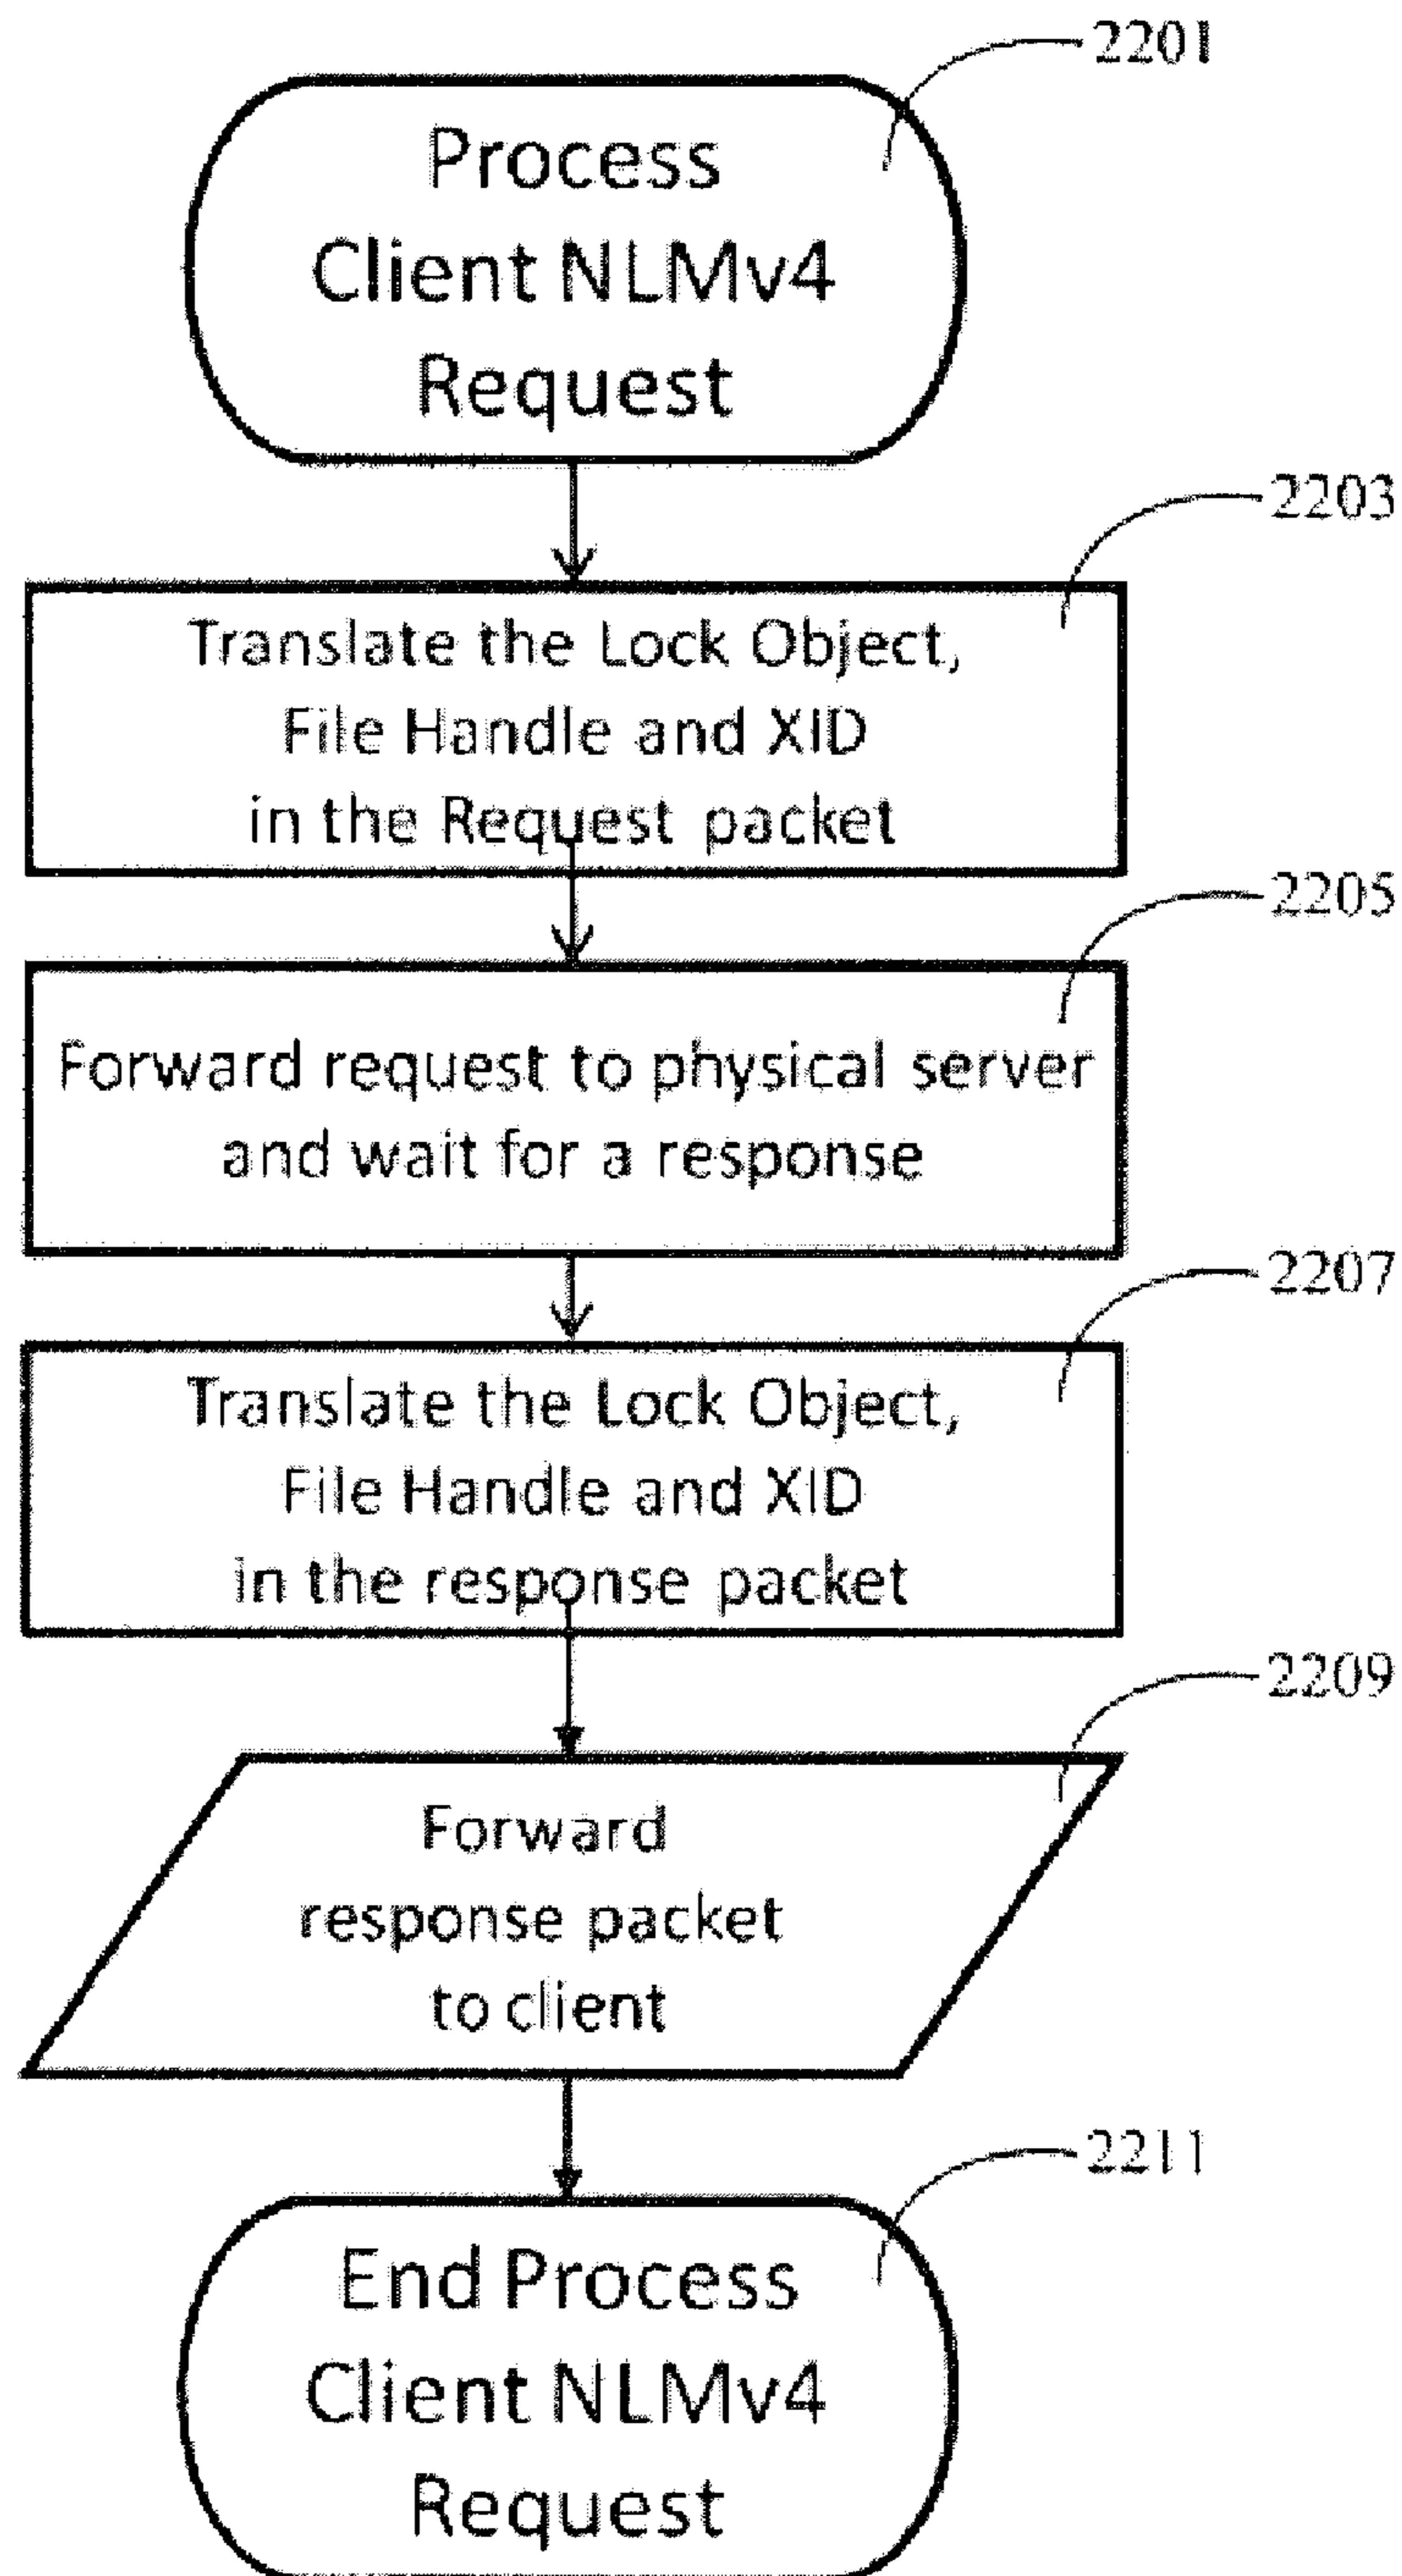 2201
Process
Client NLMv4
Request
2203
Translate the Lock Object,
File Handle and XID
in the Request packet
2205
Forward request to physical server
and wait for a response
2207
Translate the Lock Object,
File Handle and XID
in the response packet
2209
Forward
response packet
to client
2211
End Process
Client NLMv4
Request